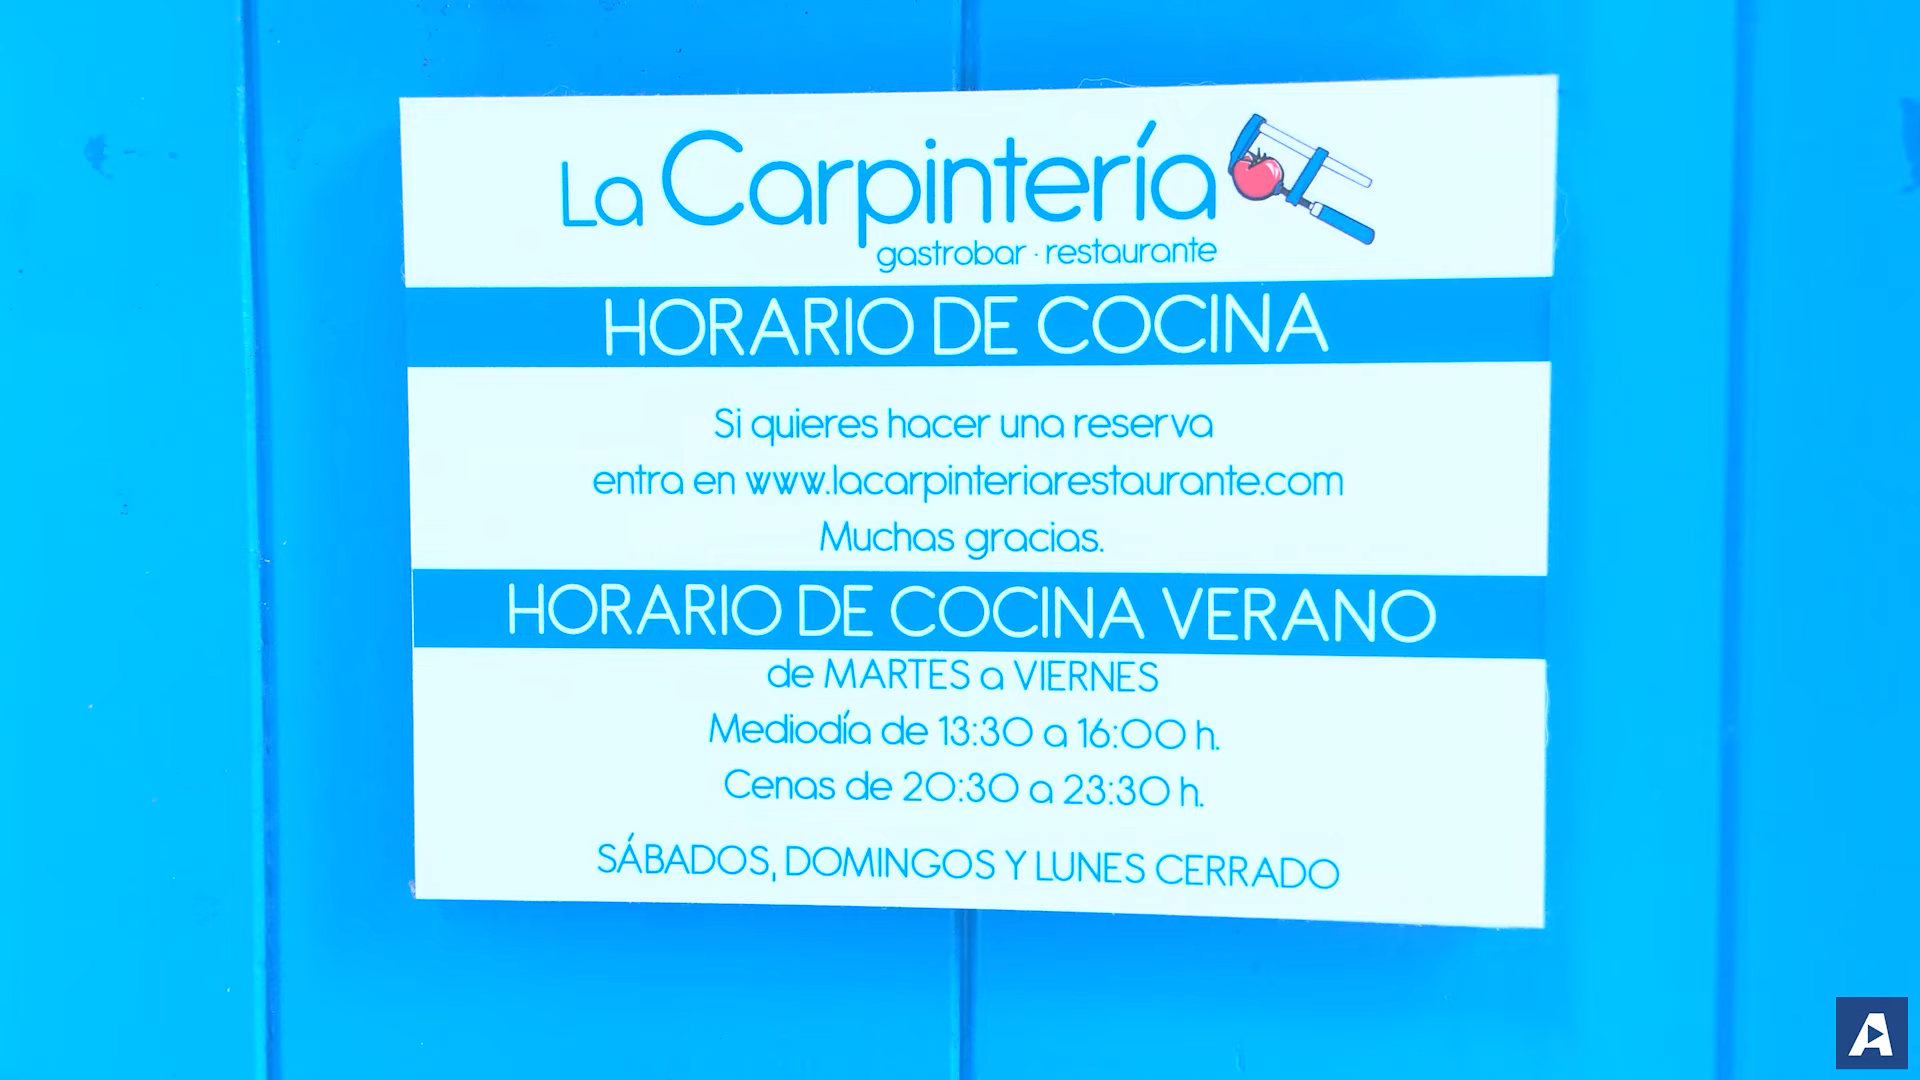 La Carpintería
gastrobar · restaurante
HORARIO DE COCINA
Si quieres hacer una reserva
entra en www.lacarpinteriarestaurante.com
Muchas gracias.
HORARIO DE COCINA VERANO
de MARTES a VIERNES
Mediodía de 13:30 a 16:00 h.
Cenas de 20:30 a 23:30 h.
SÁBADOS, DOMINGOS Y LUNES CERRADO
A